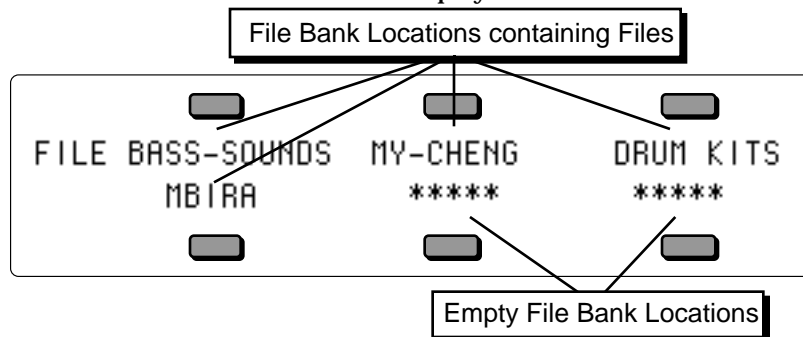 File Bank Locations containing Files
FILE BASS-SOUNDS MY-CHENG DRUM KITS
MBIRA ***** *****
Empty File Bank Locations